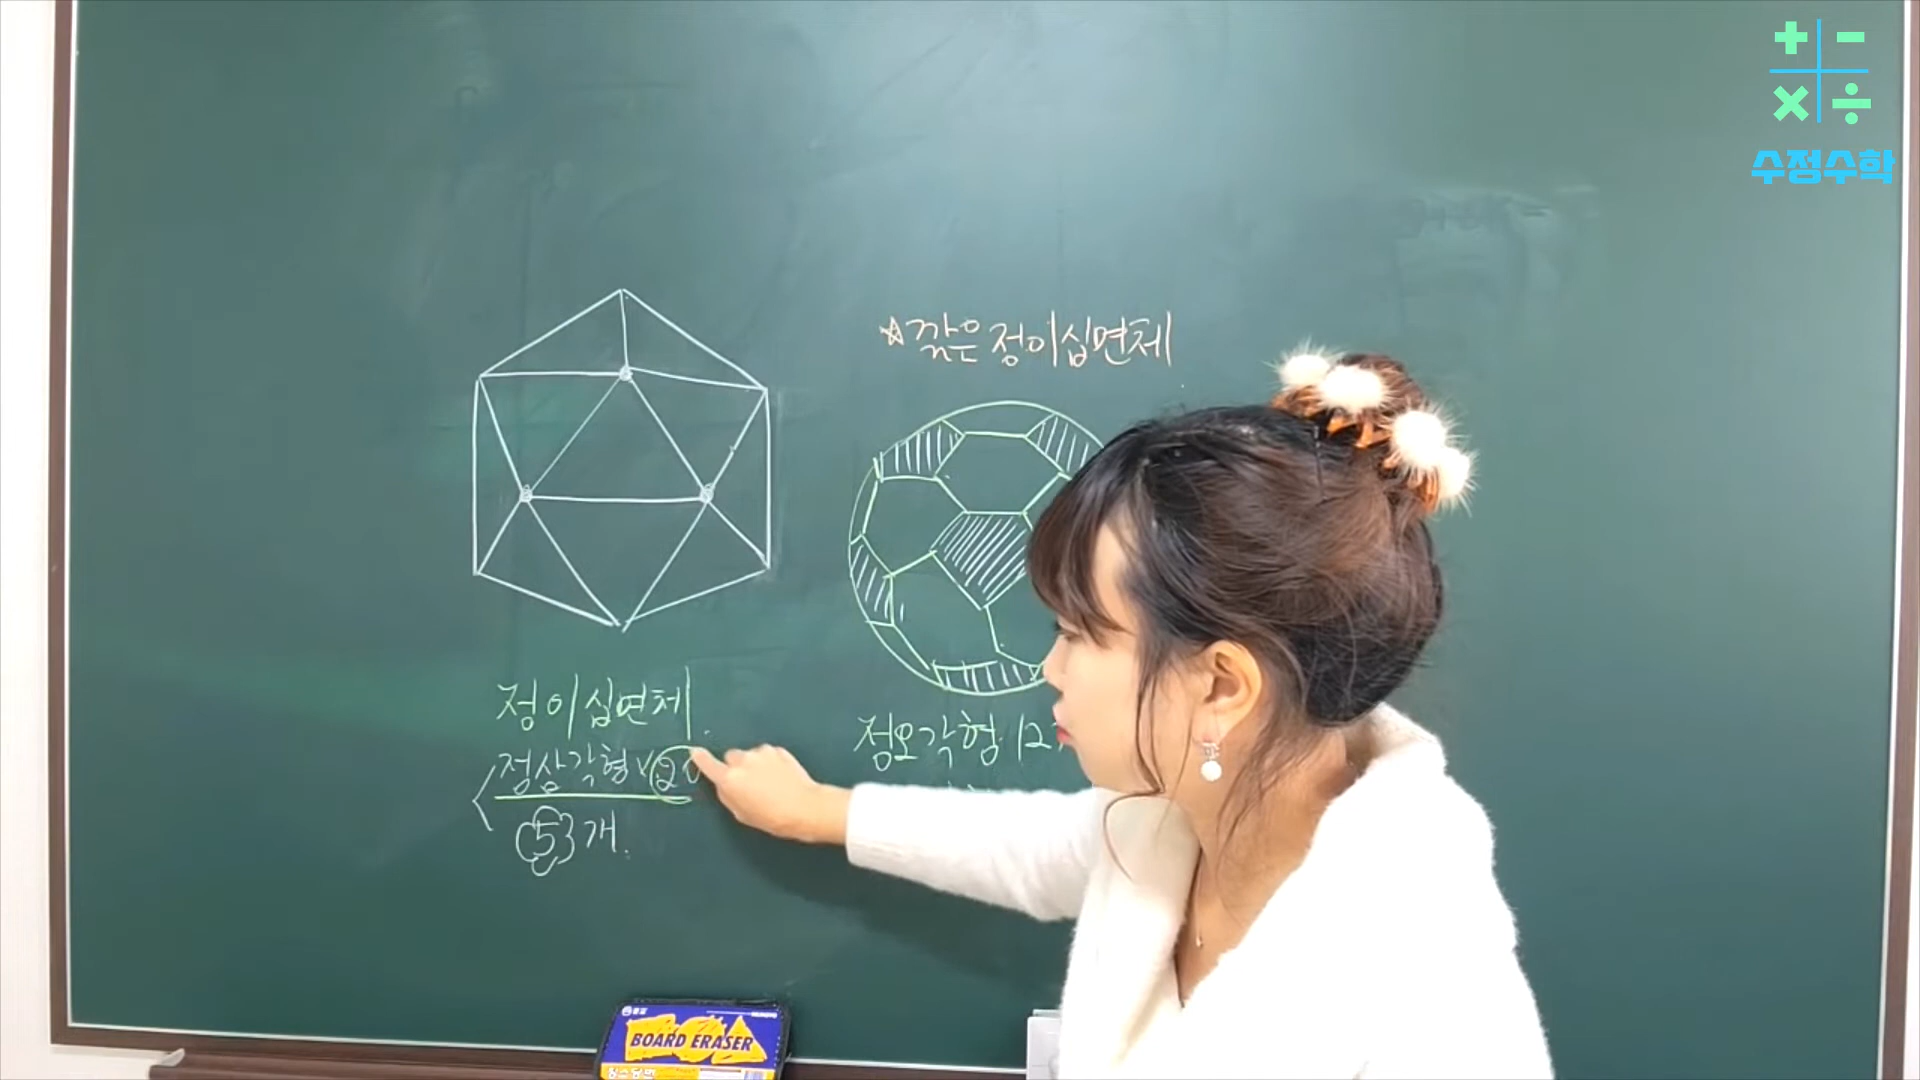 + -
× ÷
수정수학
☆깎은 정이십면체
정이십면체.
정삼각형 × 20
(5)개.
정오각형 12
BOARD ERASER